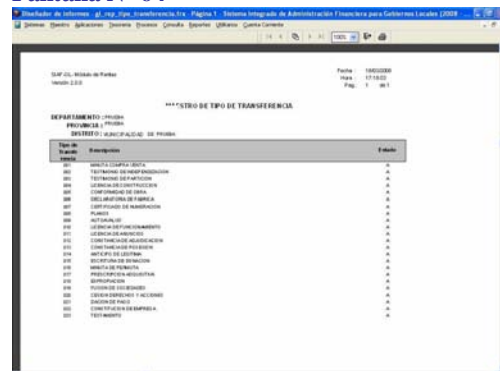 Diseñador de Informes - gl_rep_tipo_transferencia.frx - Página 1 - Sistema Integrado de Administración Financiera para Gobiernos Locales [2008 -
Sistemas Maestro Aplicaciones Tesorería Procesos Consulta Reportes Utilitarios Cuenta Corriente
100%
SIAF-GL-Módulo de Rentas
Versión 2.0.0
Fecha :
Hora : 17:18:03
Pag.: 1 de 1
DE TIPO DE TRANSFERENCIA
DEPARTAMENTO : PRUEBA
PROVINCIA : PRUEBA
DISTRITO : MUNICIPALIDAD DE PRUEBA
Tipo de Transferencia Descripción Estado
001 MINUTA COMPRA VENTA A
002 TESTIMONIO DE INDEPENDIZACION A
003 TESTIMONIO DE PARTICION A
004 LICENCIA DE CONSTRUCCION A
005 CONFORMIDAD DE OBRA A
006 DECLARATORIA DE FABRICA A
007 CERTIFICADO DE NUMERACION A
008 PLANOS A
009 AUTOAVALUO A
010 LICENCIA DE FUNCIONAMIENTO A
011 LICENCIA DE ANUNCIOS A
012 CONSTANCIA DE ADJUDICACION A
013 CONSTANCIA DE POSESION A
014 ANTICIPO DE LEGITIMA A
015 ESCRITURA DE DONACION A
016 MINUTA DE PERMUTA A
017 PRESCRIPCION ADQUISITIVA A
018 EXPROPIACION A
019 FUSION DE SOCIEDADES A
020 CESION DERECHOS Y ACCIONES A
021 DACION DE PAGO A
022 CONSTITUCION DE EMPRESA A
023 TESTAMENTO A